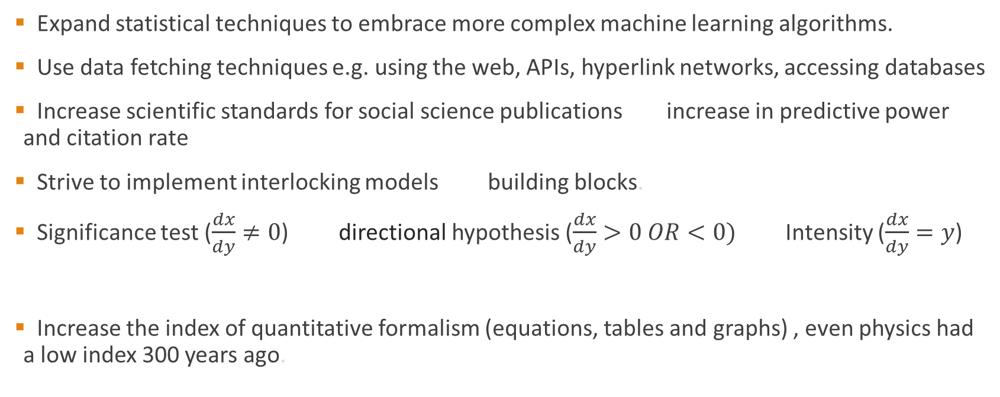 ▪ Expand statistical techniques to embrace more complex machine learning algorithms.
▪ Use data fetching techniques e.g. using the web, APIs, hyperlink networks, accessing databases
▪ Increase scientific standards for social science publications increase in predictive power
and citation rate
▪ Strive to implement interlocking models building blocks.
▪ Significance test (dx/dy ≠ 0) directional hypothesis (dx/dy > 0 OR < 0) Intensity (dx/dy = y)
▪ Increase the index of quantitative formalism (equations, tables and graphs) , even physics had
a low index 300 years ago.